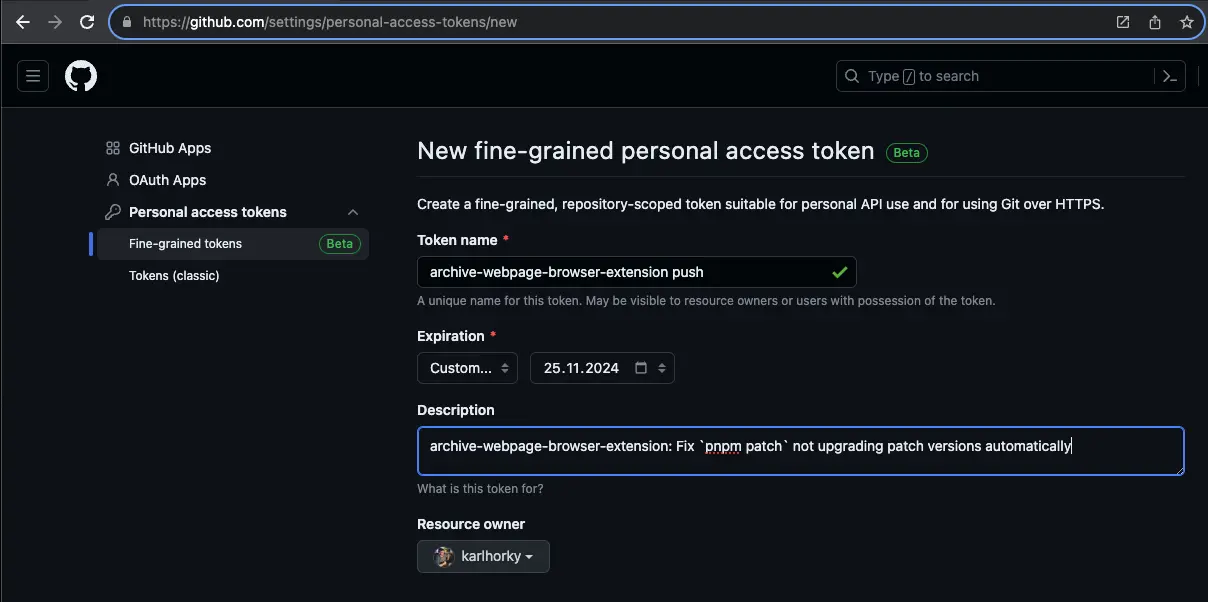 https://github.com/settings/personal-access-tokens/new
Type / to search
GitHub Apps
OAuth Apps
Personal access tokens
Fine-grained tokens Beta
Tokens (classic)
New fine-grained personal access token Beta
Create a fine-grained, repository-scoped token suitable for personal API use and for using Git over HTTPS.
Token name *
archive-webpage-browser-extension push
A unique name for this token. May be visible to resource owners or users with possession of the token.
Expiration *
Custom... 25.11.2024
Description
archive-webpage-browser-extension: Fix `pnpm patch` not upgrading patch versions automatically
What is this token for?
Resource owner
karlhorky